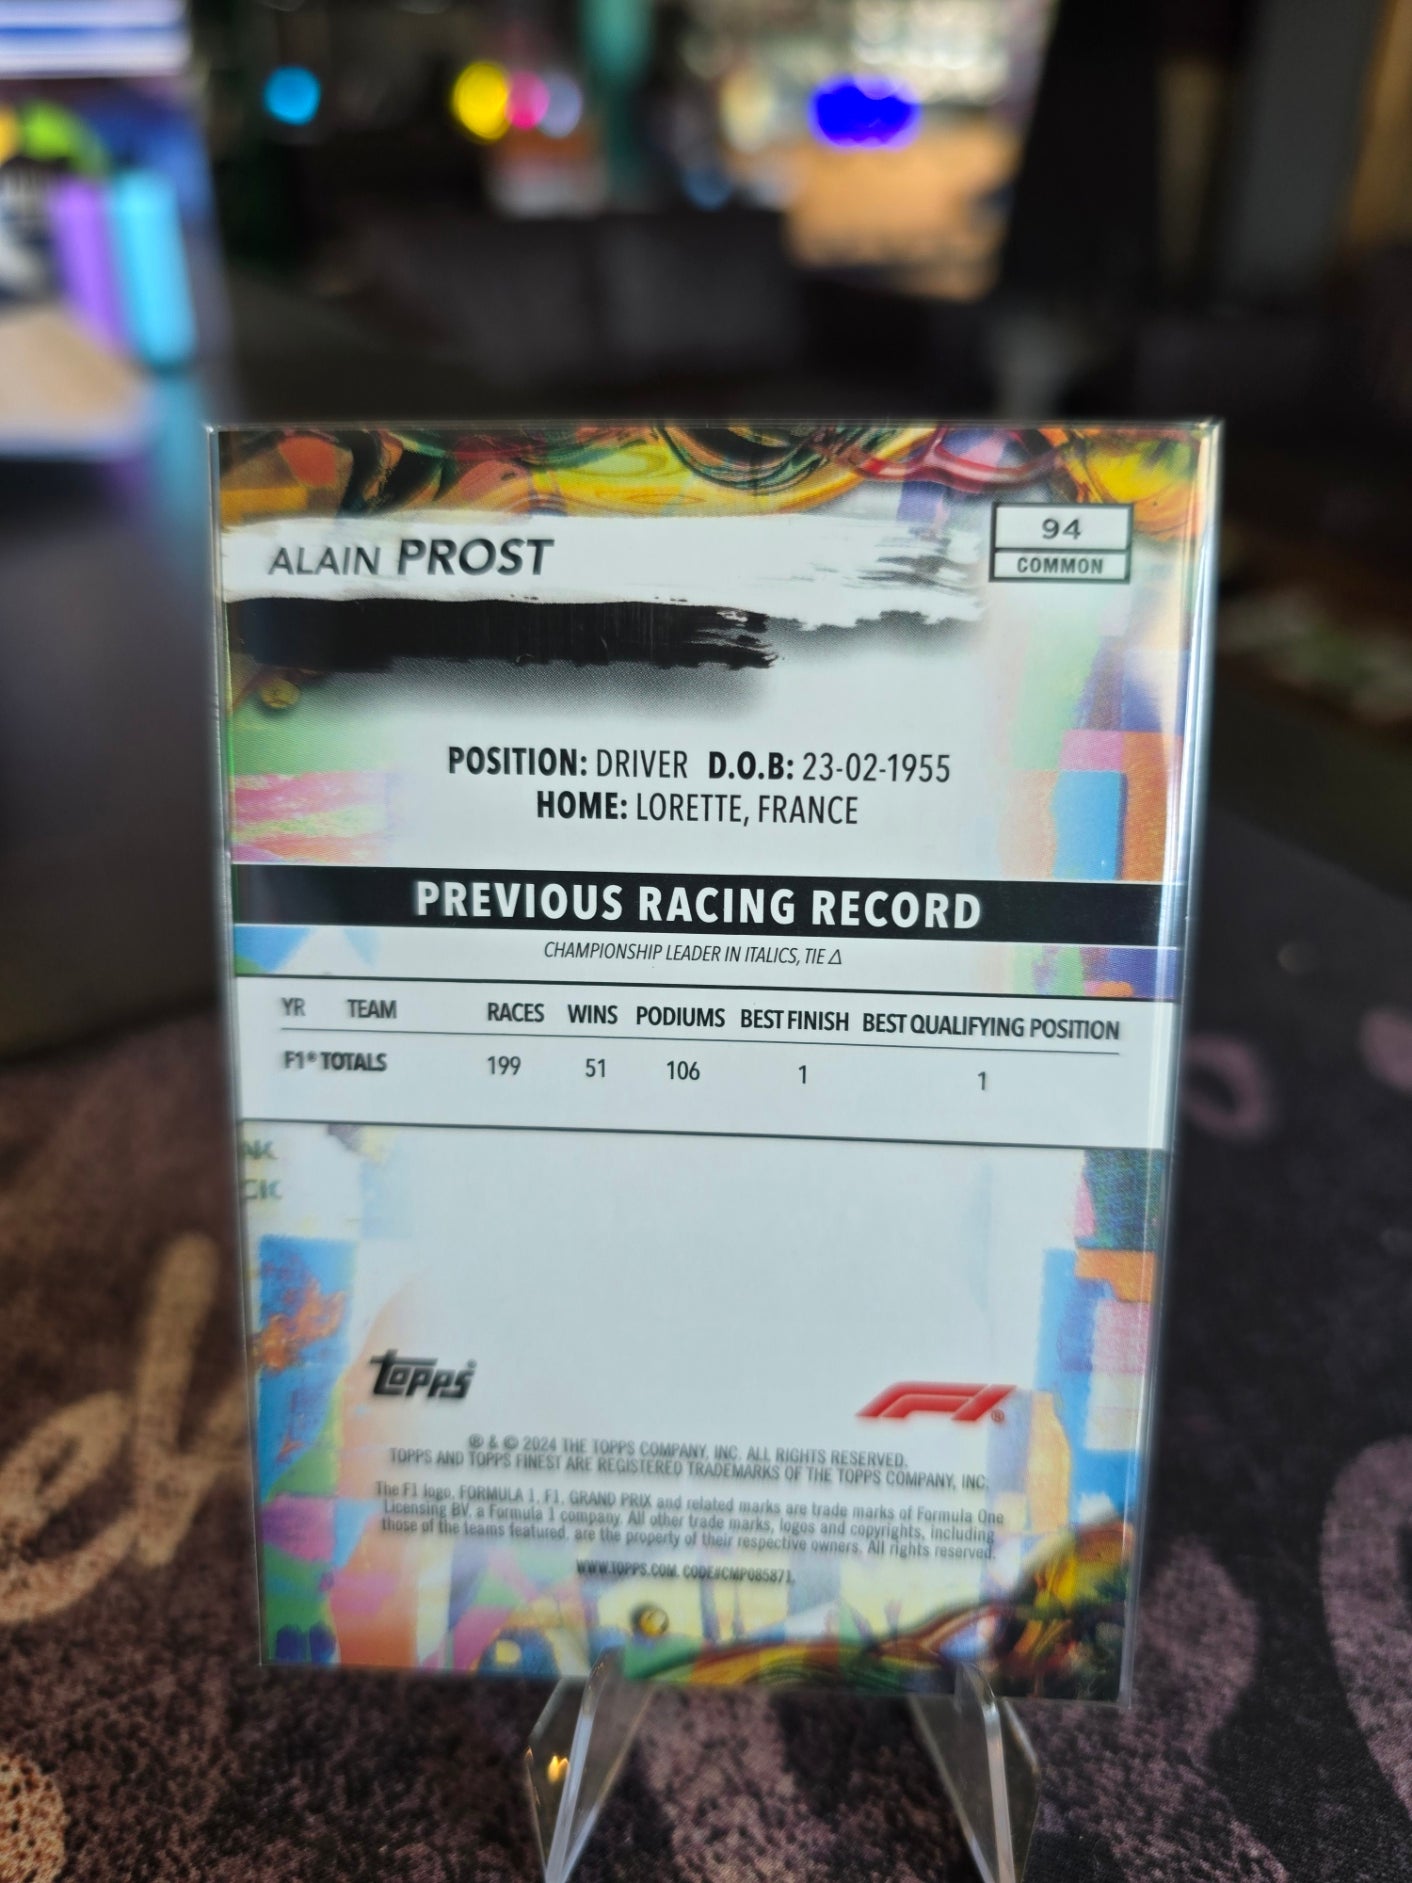 ALAIN PROST
94
COMMON
POSITION: DRIVER D.O.B: 23-02-1955
HOME: LORETTE, FRANCE
PREVIOUS RACING RECORD
CHAMPIONSHIP LEADER IN ITALICS, TIE Δ
YR TEAM RACES WINS PODIUMS BEST FINISH BEST QUALIFYING POSITION
F1® TOTALS 199 51 106 1 1
Topps®
F1®
® & © 2024 THE TOPPS COMPANY, INC. ALL RIGHTS RESERVED.
TOPPS AND TOPPS FINEST ARE REGISTERED TRADEMARKS OF THE TOPPS COMPANY, INC.
The F1 logo, FORMULA 1, F1, GRAND PRIX and related marks are trade marks of Formula One
Licensing BV, a Formula 1 company. All other trade marks, logos and copyrights, including
those of the teams featured, are the property of their respective owners. All rights reserved.
WWW.TOPPS.COM. CODE#CMP085871.